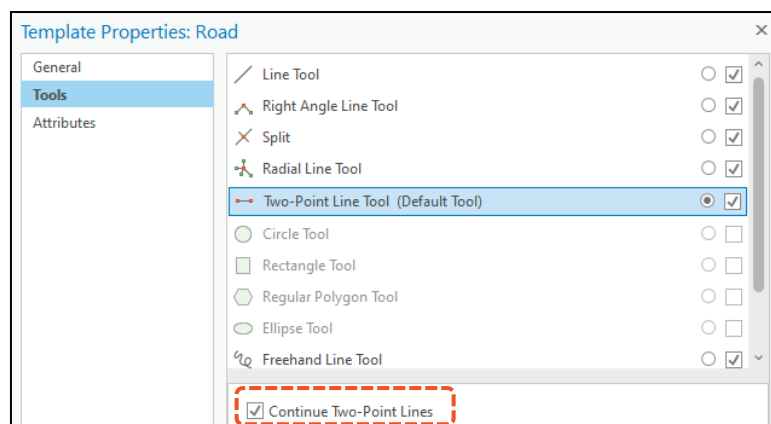 Template Properties: Road
General
Tools
Attributes
Line Tool
Right Angle Line Tool
Split
Radial Line Tool
Two-Point Line Tool (Default Tool)
Circle Tool
Rectangle Tool
Regular Polygon Tool
Ellipse Tool
Freehand Line Tool
Continue Two-Point Lines